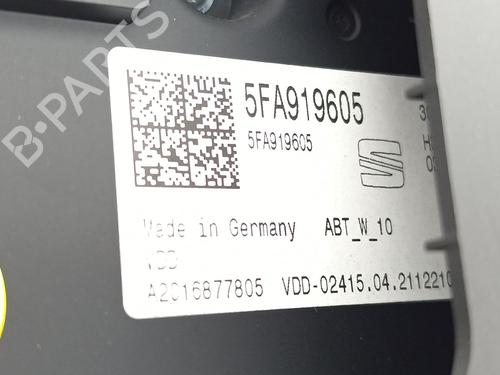 B-PARTS
5FA919605
5FA919605
Made in Germany ABT_W_10
VDD
A2C16877805 VDD-02415.04.2112210